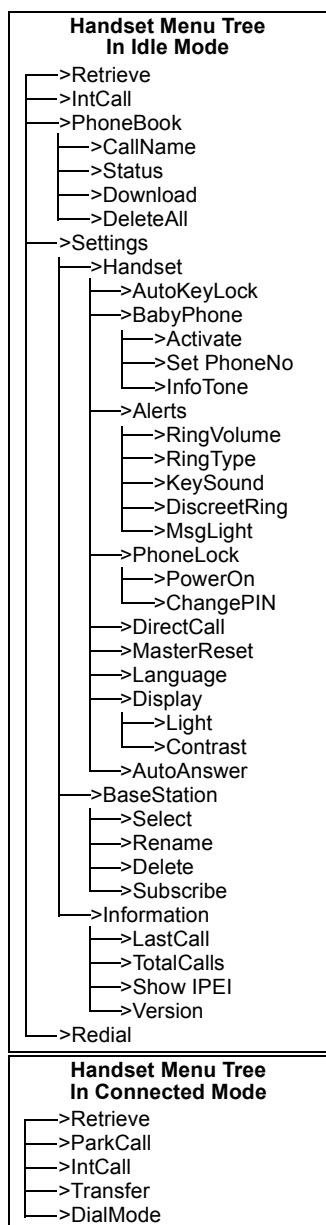 Handset Menu Tree
In Idle Mode
>Retrieve
>IntCall
>PhoneBook
>CallName
>Status
>Download
>DeleteAll
>Settings
>Handset
>AutoKeyLock
>BabyPhone
>Activate
>Set PhoneNo
>InfoTone
>Alerts
>RingVolume
>RingType
>KeySound
>DiscreetRing
>MsgLight
>PhoneLock
>PowerOn
>ChangePIN
>DirectCall
>MasterReset
>Language
>Display
>Light
>Contrast
>AutoAnswer
>BaseStation
>Select
>Rename
>Delete
>Subscribe
>Information
>LastCall
>TotalCalls
>Show IPEI
>Version
>Redial
Handset Menu Tree
In Connected Mode
>Retrieve
>ParkCall
>IntCall
>Transfer
>DialMode